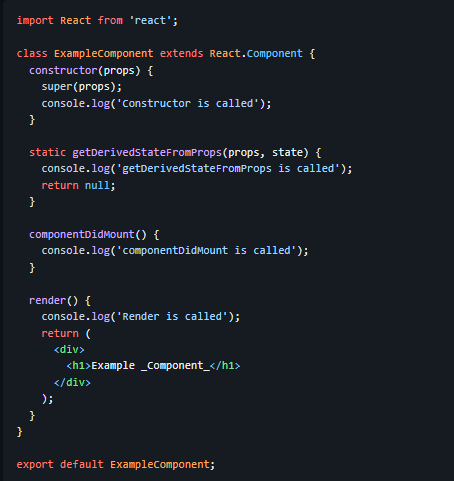 import React from 'react';
class ExampleComponent extends React.Component {
constructor(props) {
super(props);
console.log('Constructor is called');
}
static getDerivedStateFromProps(props, state) {
console.log('getDerivedStateFromProps is called');
return null;
}
componentDidMount() {
console.log('componentDidMount is called');
}
render() {
console.log('Render is called');
return (
<div>
<h1>Example _Component_</h1>
</div>
);
}
}
export default ExampleComponent;